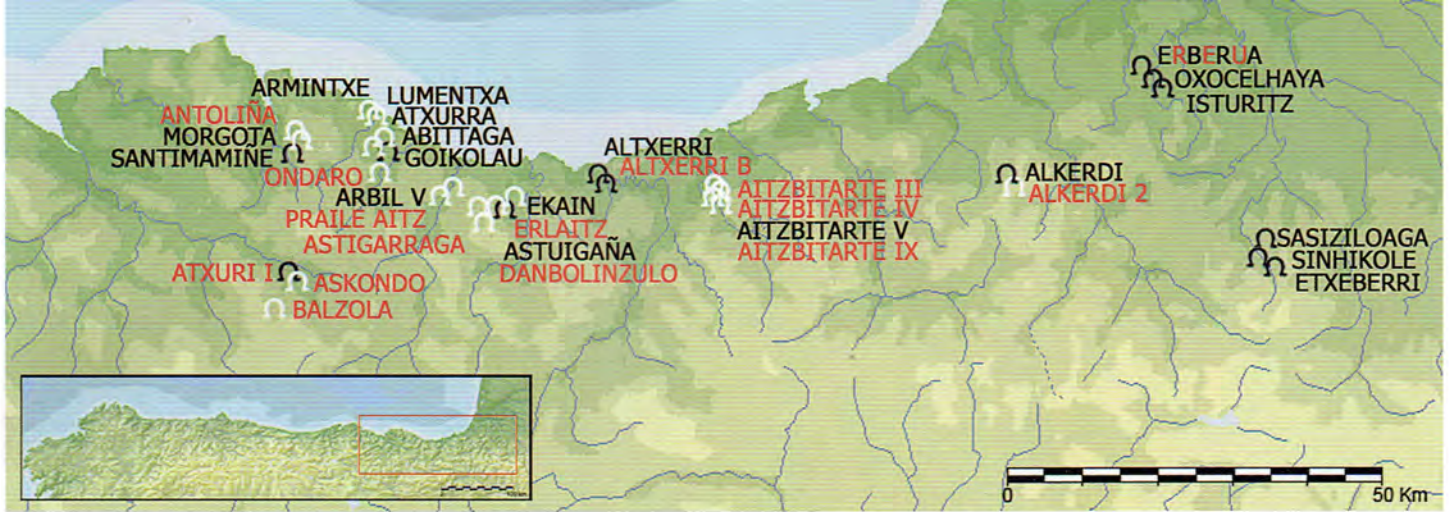 ARMINTXE
LUMENTXA
ANTOLIÑA
ATXURRA
MORGOTA
ABITTAGA
SANTIMAMIÑE
GOIKOLAU
ONDARO
ARBIL V
PRAILE AITZ
ASTIGARRAGA
ATXURI I
ASKONDO
BALZOLA
EKAIN
ERLAITZ
ASTUIGAÑA
DANBOLINZULO
ALTXERRI
ALTXERRI B
AITZBITARTE III
AITZBITARTE IV
AITZBITARTE V
AITZBITARTE IX
ALKERDI
ALKERDI 2
ERBERUA
OXOCELHAYA
ISTURITZ
SASIZILOAGA
SINHIKOLE
ETXEBERRI
0 50 Km